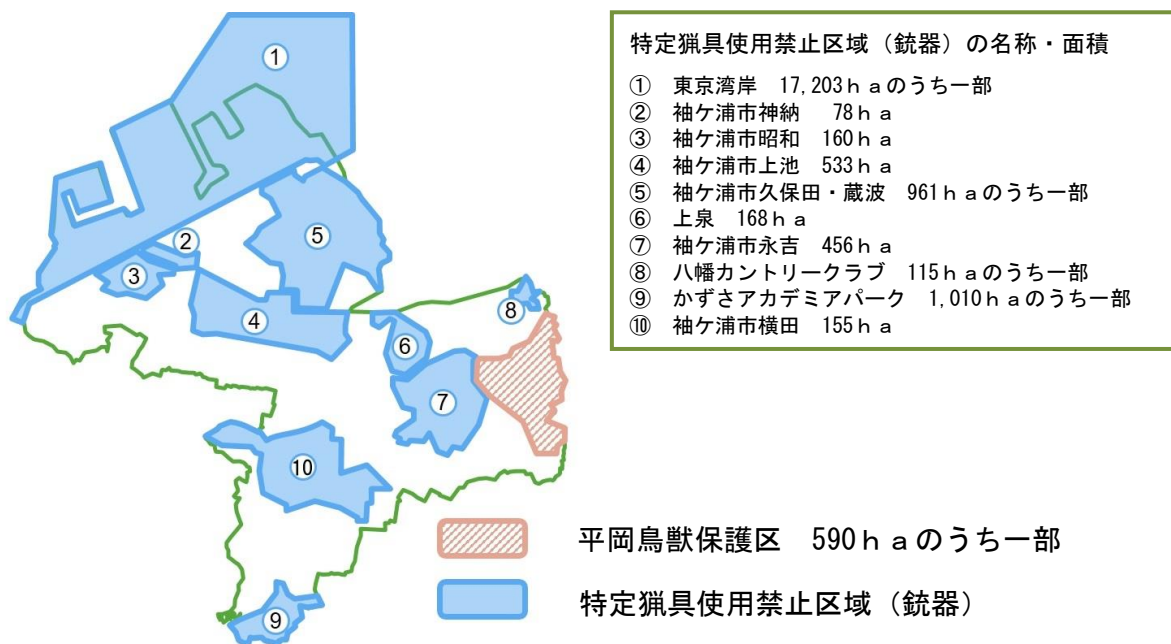 特定猟具使用禁止区域（銃器）の名称・面積
① 東京湾岸 17,203ｈａのうち一部
② 袖ケ浦市神納 78ｈａ
③ 袖ケ浦市昭和 160ｈａ
④ 袖ケ浦市上池 533ｈａ
⑤ 袖ケ浦市久保田・蔵波 961ｈａのうち一部
⑥ 上泉 168ｈａ
⑦ 袖ケ浦市永吉 456ｈａ
⑧ 八幡カントリークラブ 115ｈａのうち一部
⑨ かずさアカデミアパーク 1,010ｈａのうち一部
⑩ 袖ケ浦市横田 155ｈａ
①
②
③
④
⑤
⑥
⑦
⑧
⑨
⑩
平岡鳥獣保護区 590ｈａのうち一部
特定猟具使用禁止区域（銃器）